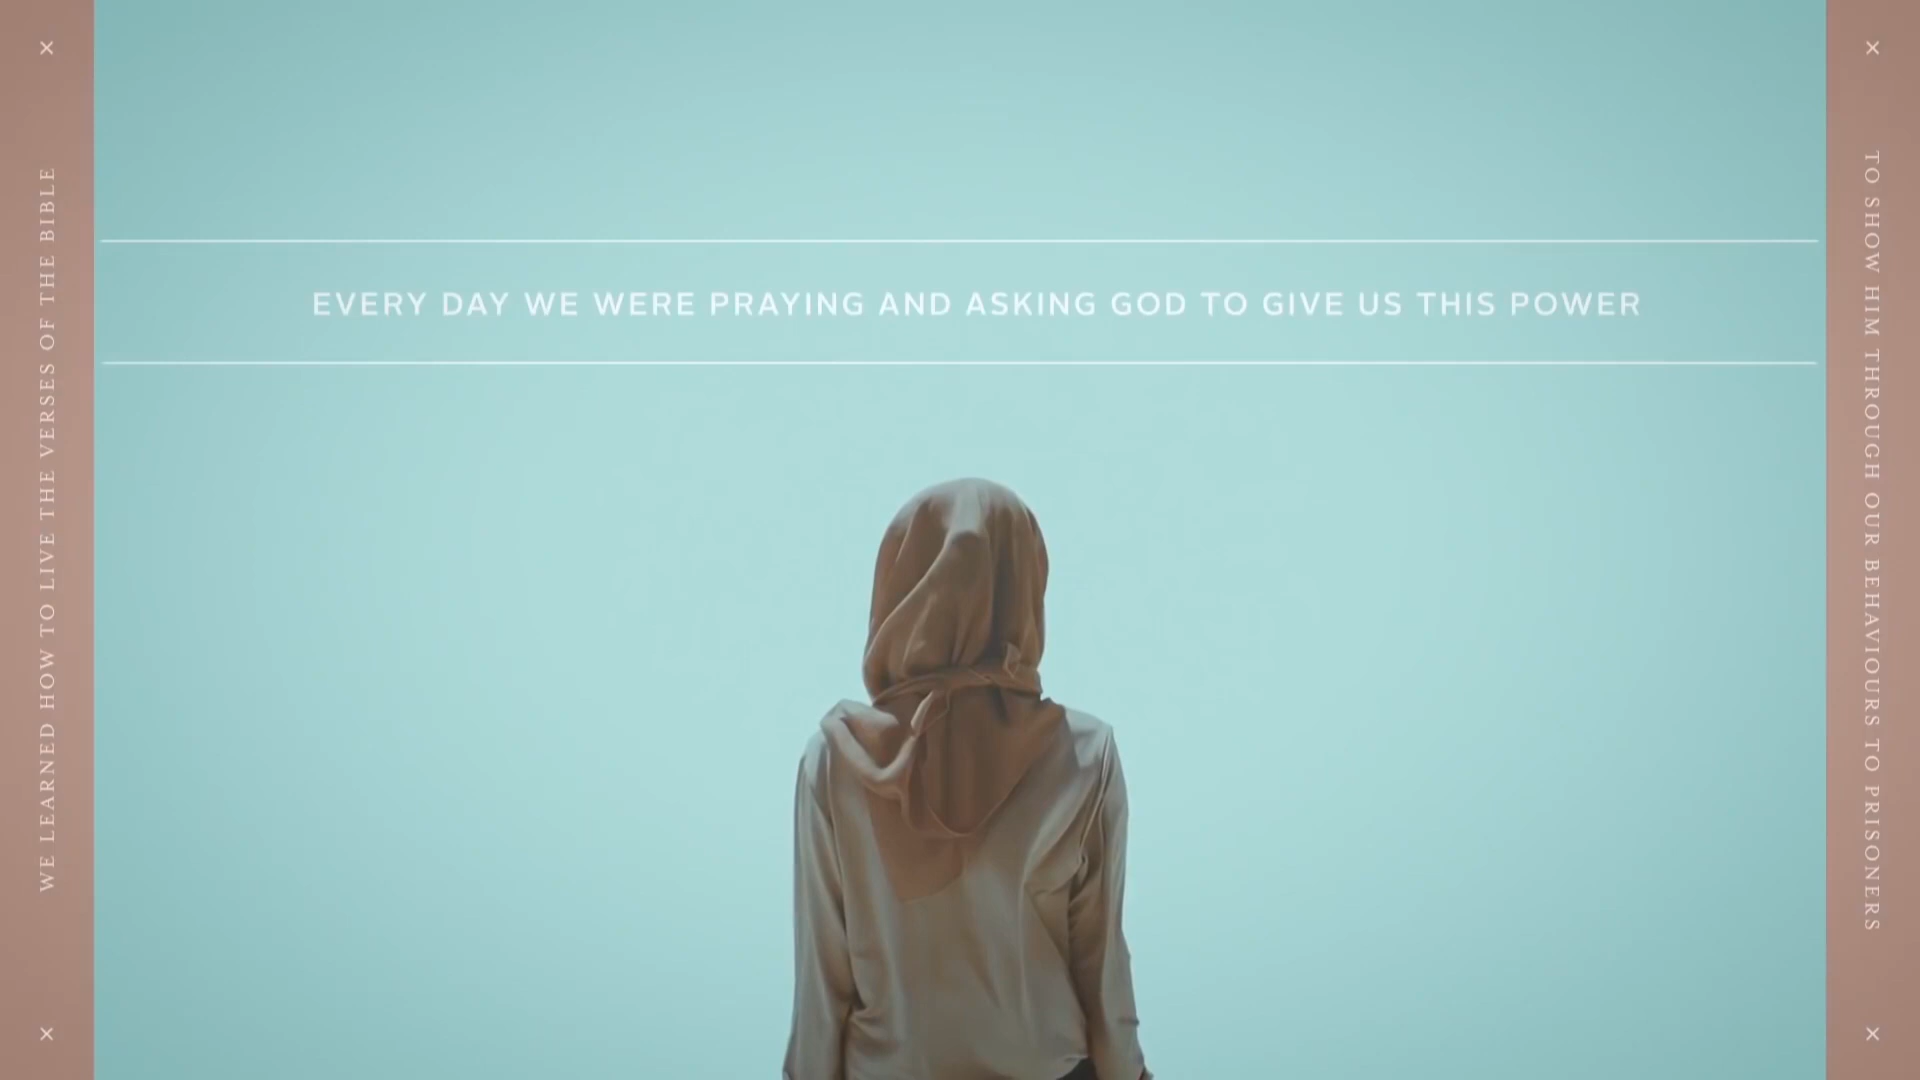 ×
WE LEARNED HOW TO LIVE THE VERSES OF THE BIBLE
×
EVERY DAY WE WERE PRAYING AND ASKING GOD TO GIVE US THIS POWER
×
TO SHOW HIM THROUGH OUR BEHAVIOURS TO PRISONERS
×